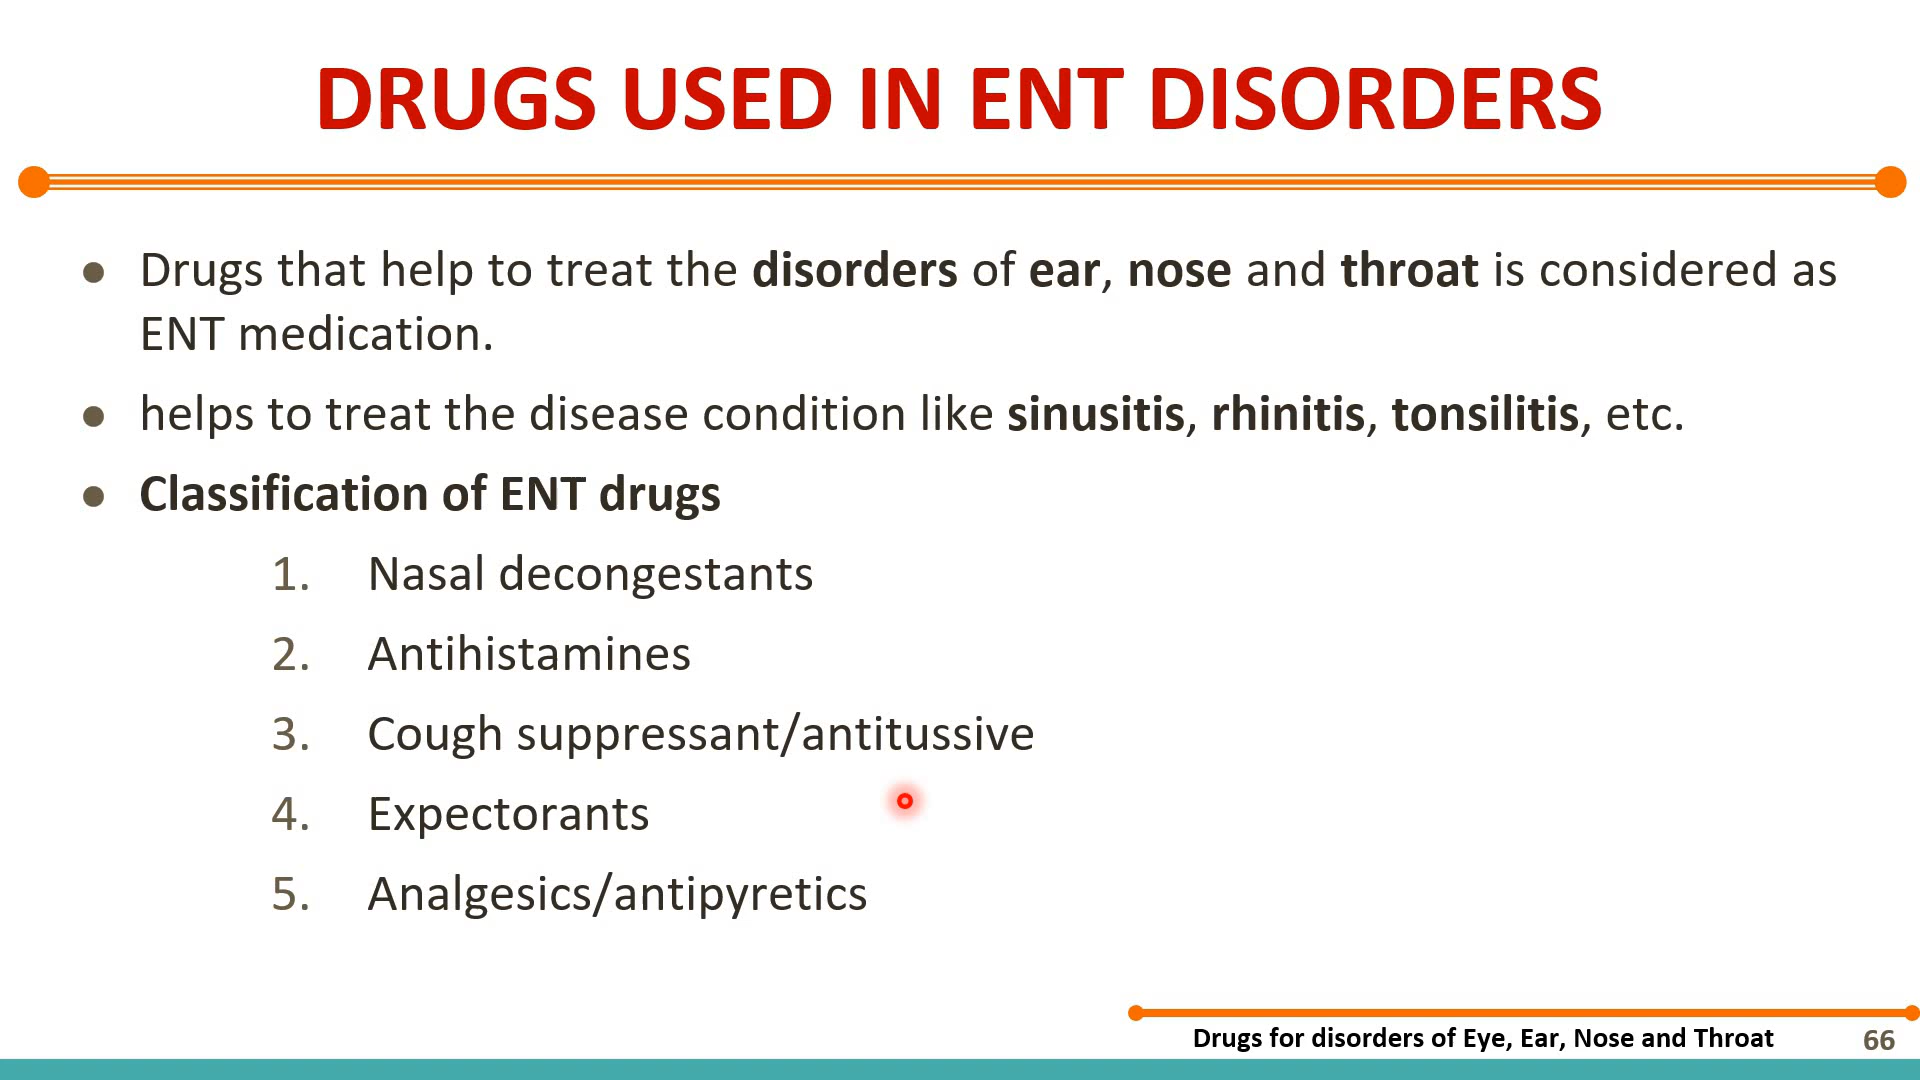 DRUGS USED IN ENT DISORDERS
● Drugs that help to treat the disorders of ear, nose and throat is considered as
ENT medication.
● helps to treat the disease condition like sinusitis, rhinitis, tonsilitis, etc.
● Classification of ENT drugs
1. Nasal decongestants
2. Antihistamines
3. Cough suppressant/antitussive
4. Expectorants
5. Analgesics/antipyretics
Drugs for disorders of Eye, Ear, Nose and Throat 66